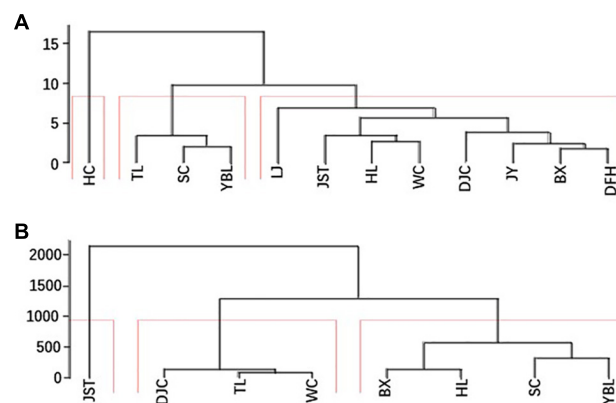 A
15
10
5
0
HC TL SC YBL LJ JST HL WC DJC JY BX DFH
B
2000
1500
1000
500
0
JST DJC TL WC BX HL SC YBL